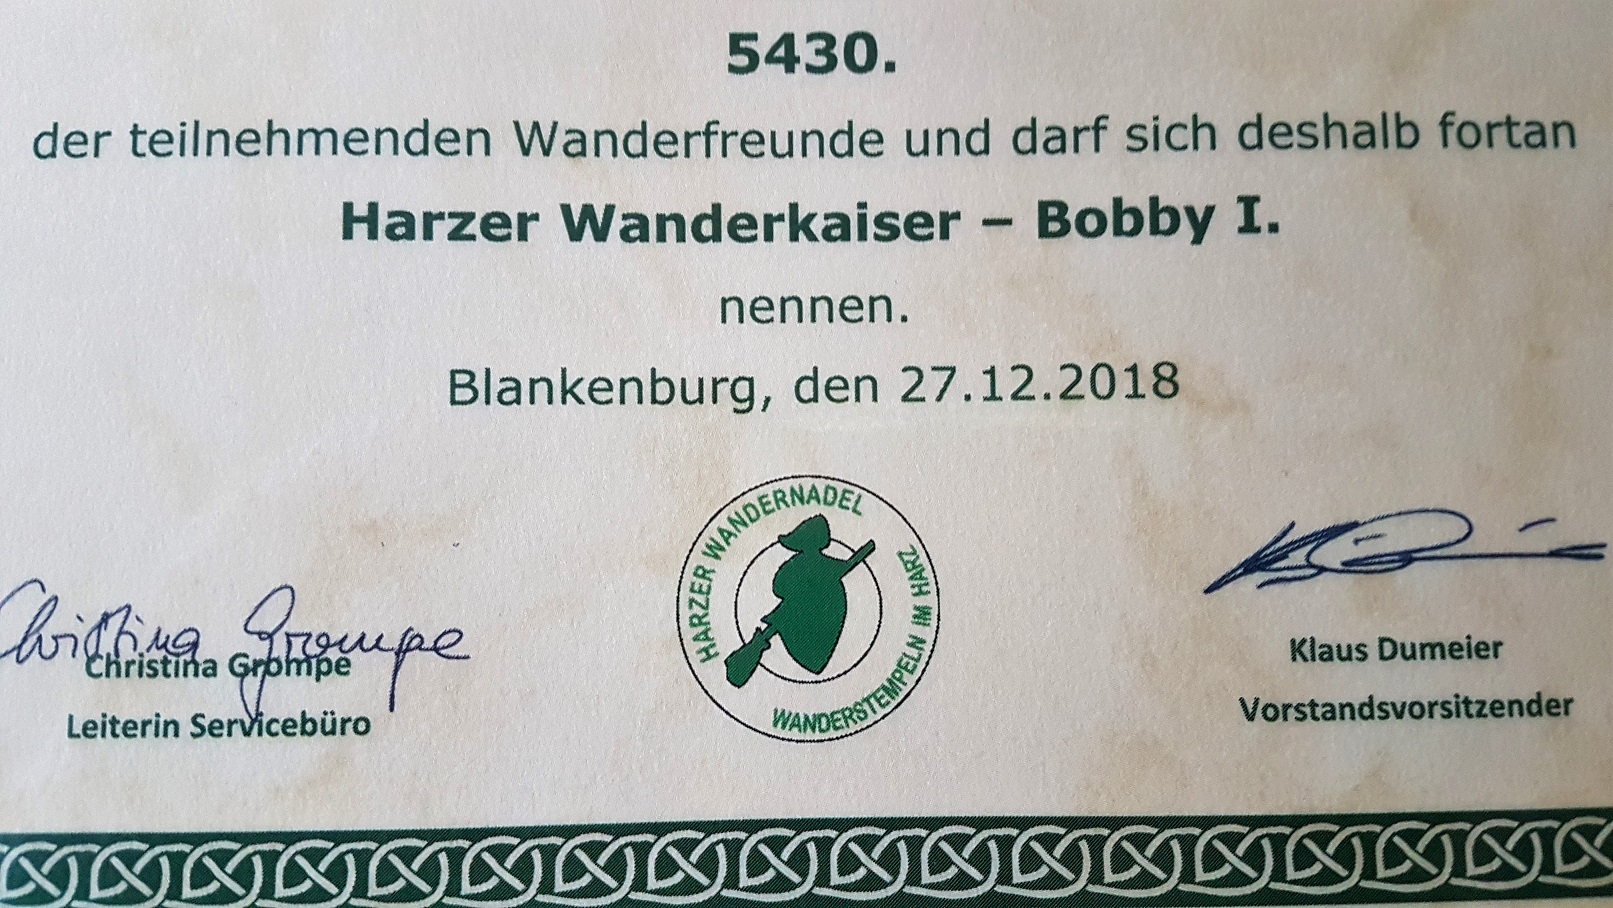 5430.
der teilnehmenden Wanderfreunde und darf sich deshalb fortan
Harzer Wanderkaiser – Bobby I.
nennen.
Blankenburg, den 27.12.2018
HARZER WANDERNADEL
WANDERSTEMPELN IM HARZ
Christina Grompe
Christina Grompe
Leiterin Servicebüro
Klaus Dumeier
Vorstandsvorsitzender